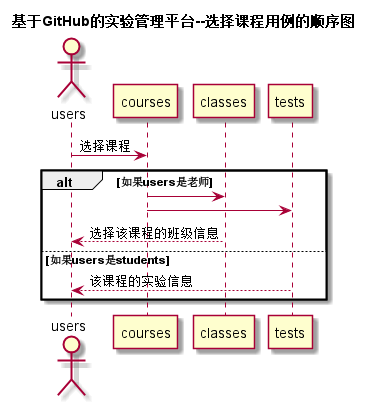 基于GitHub的实验管理平台--选择课程用例的顺序图
users
courses
classes
tests
选择课程
alt
[如果users是老师]
选择该课程的班级信息
[如果users是students]
该课程的实验信息
users
courses
classes
tests